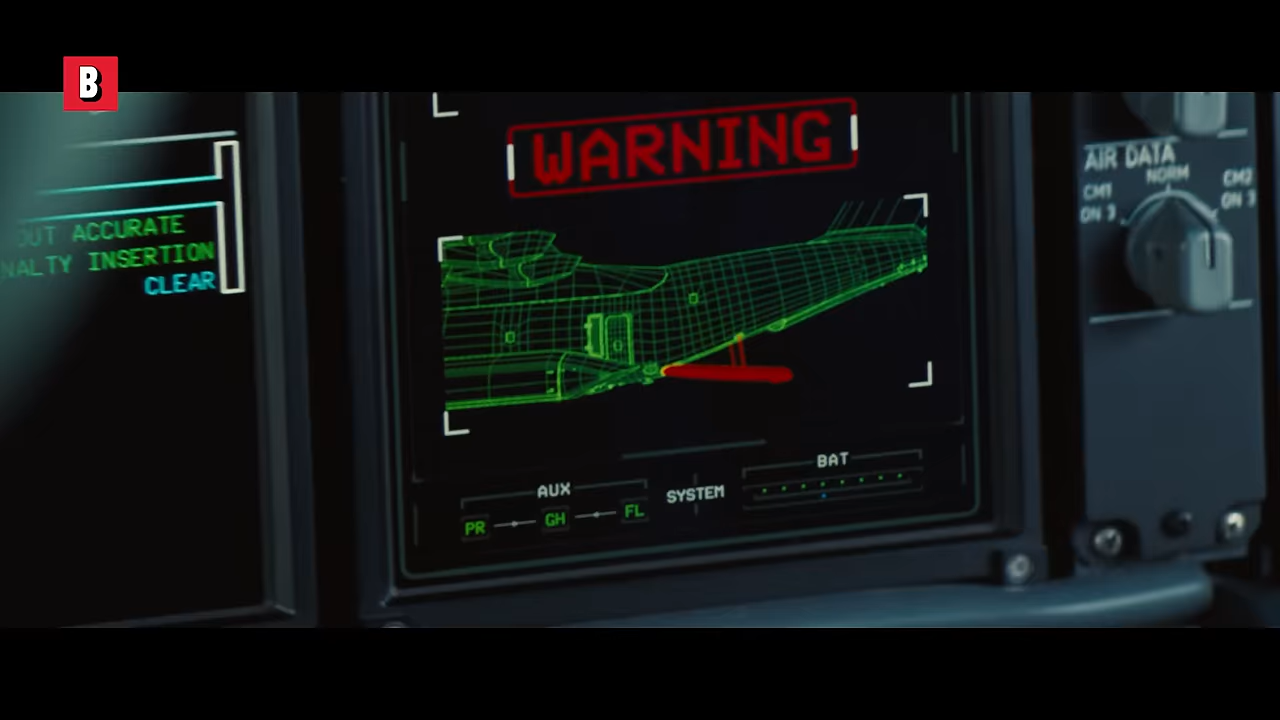 B
WARNING
OUT ACCURATE
NALTY INSERTION
CLEAR
AIR DATA
NORM
CM1
ON 3
CM2
ON 3
AUX
PR
GH
FL
SYSTEM
BAT